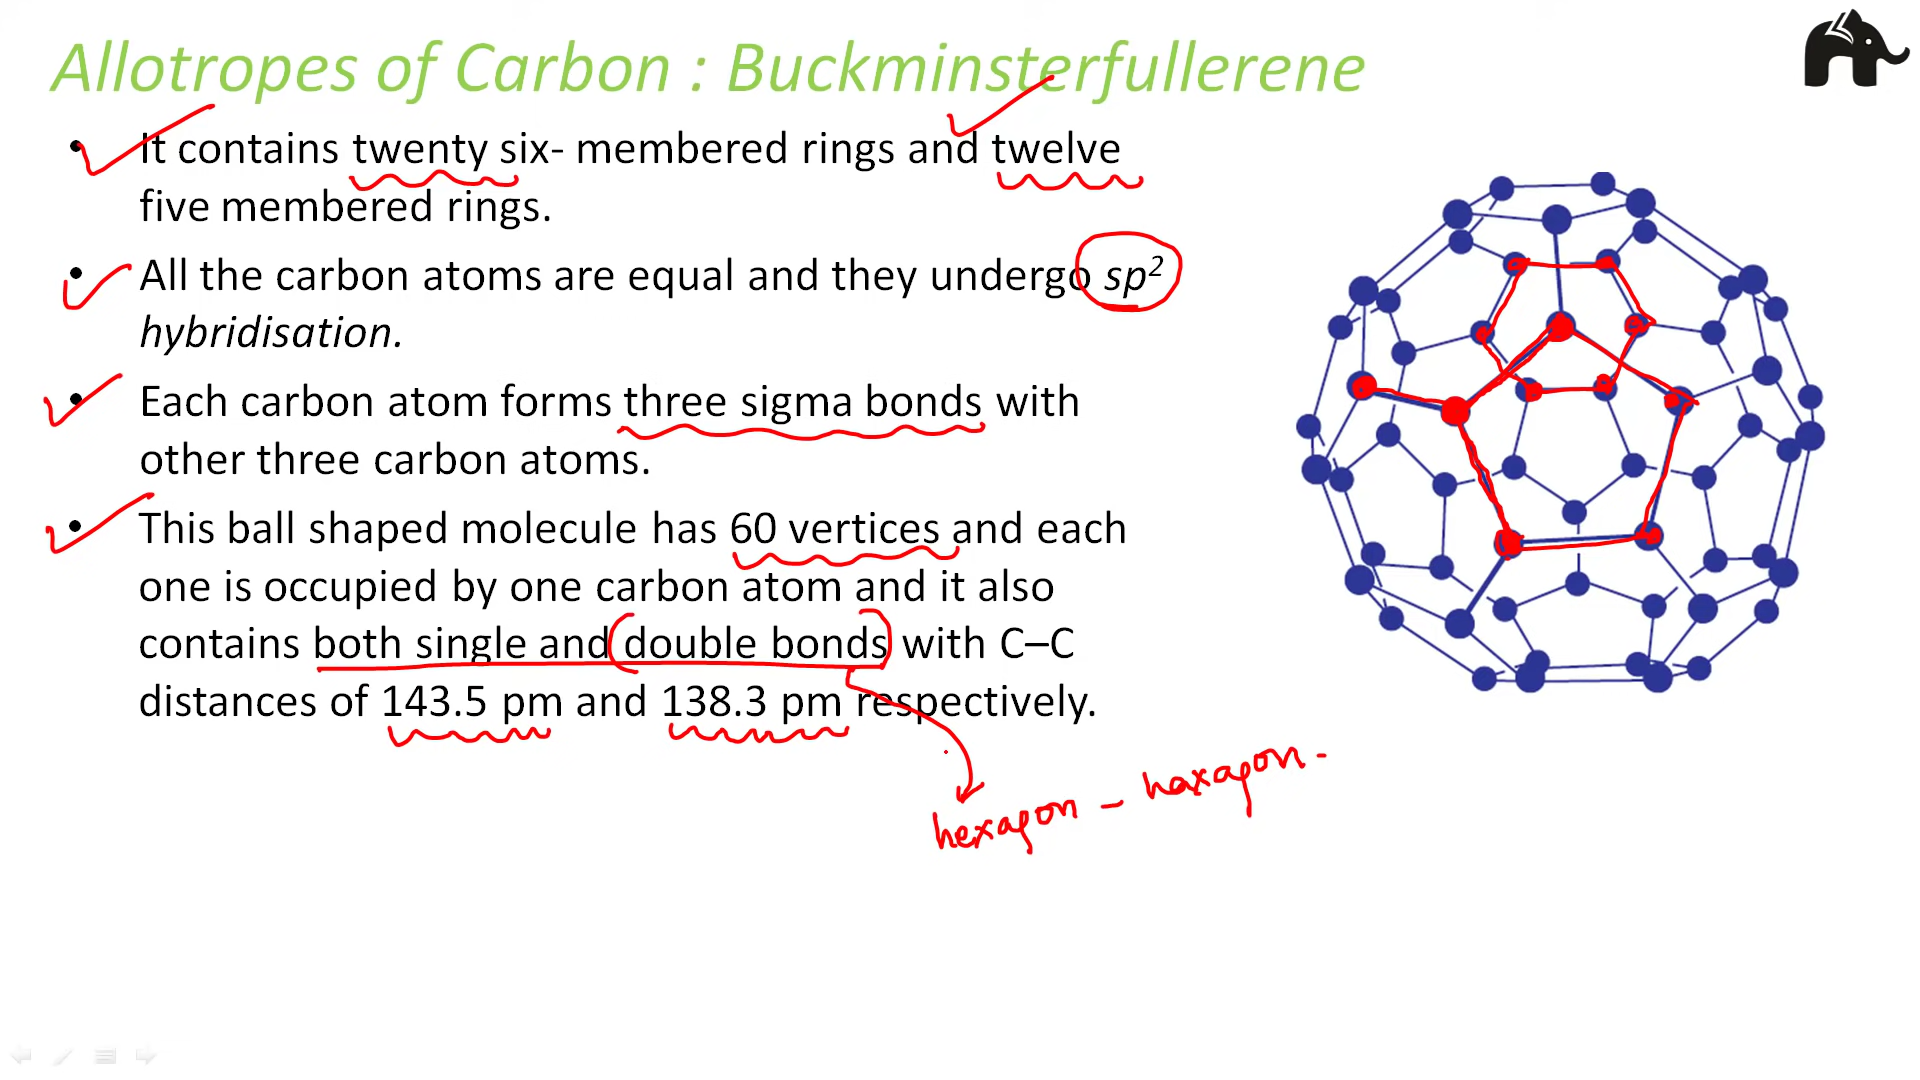 Allotropes of Carbon : Buckminsterfullerene
• It contains twenty six- membered rings and twelve
five membered rings.
• All the carbon atoms are equal and they undergo sp²
hybridisation.
• Each carbon atom forms three sigma bonds with
other three carbon atoms.
• This ball shaped molecule has 60 vertices and each
one is occupied by one carbon atom and it also
contains both single and double bonds with C–C
distances of 143.5 pm and 138.3 pm respectively.
hexagon - haxagon -